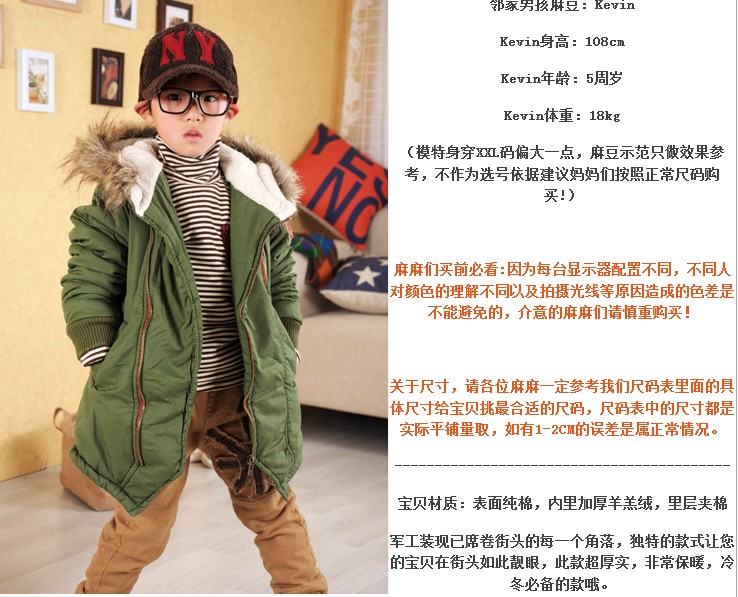 NY
YES
NO
邻家男孩麻豆：Kevin
Kevin身高：108cm
Kevin年龄：5周岁
Kevin体重：18kg
（模特身穿XXL码偏大一点，麻豆示范只做效果参
考，不作为选号依据建议妈妈们按照正常尺码购
买!）
麻麻们买前必看:因为每台显示器配置不同，不同人
对颜色的理解不同以及拍摄光线等原因造成的色差是
不能避免的，介意的麻麻们请慎重购买!
关于尺寸，请各位麻麻一定参考我们尺码表里面的具
体尺寸给宝贝挑最合适的尺码，尺码表中的尺寸都是
实际平铺量取，如有1-2CM的误差是属正常情况。
------------------------------------------
宝贝材质：表面纯棉，内里加厚羊羔绒，里层夹棉
军工装现已席卷街头的每一个角落，独特的款式让您
的宝贝在街头如此靓眼，此款超厚实，非常保暖，冷
冬必备的款哦。